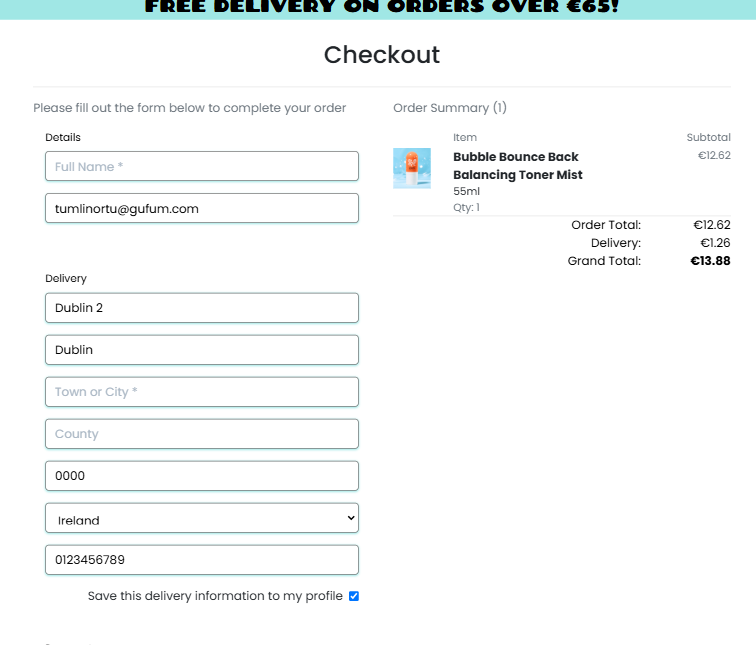 FREE DELIVERY ON ORDERS OVER €65!
Checkout
Please fill out the form below to complete your order
Details
Full Name *
tumlinortu@gufum.com
Delivery
Dublin 2
Dublin
Town or City *
County
0000
Ireland
0123456789
Save this delivery information to my profile
Order Summary (1)
Item Subtotal
Bubble Bounce Back €12.62
Balancing Toner Mist
55ml
Qty: 1
Order Total: €12.62
Delivery: €1.26
Grand Total: €13.88